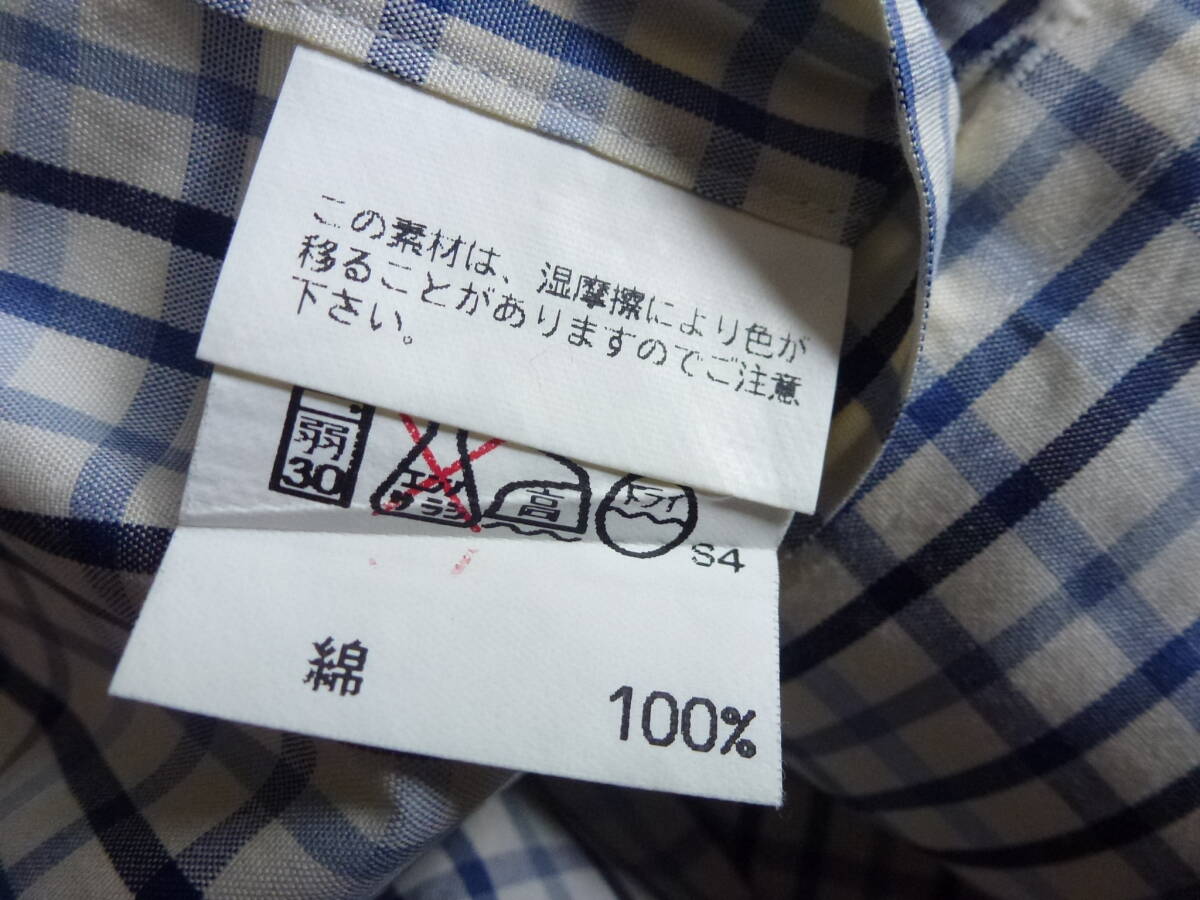 この素材は、湿摩擦により色が
移ることがありますのでご注意
下さい。
弱
30
エンソ
サラシ
高
ドライ
S4
綿 100%